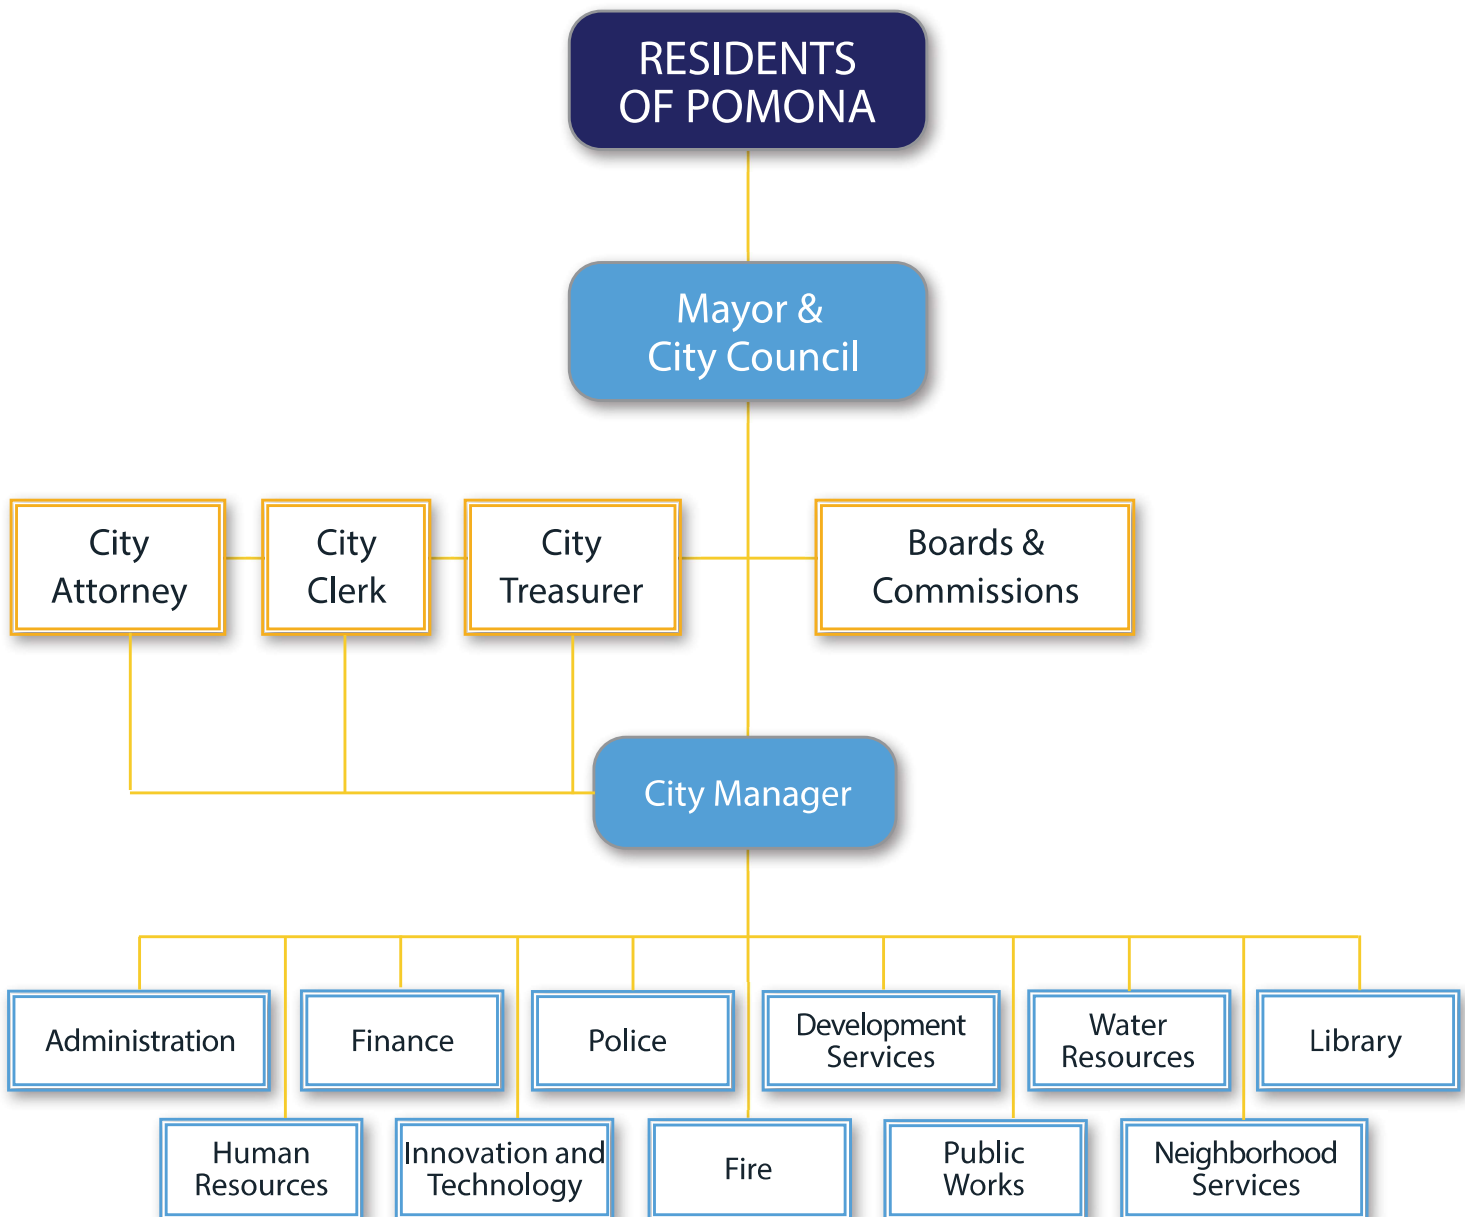 RESIDENTS
OF POMONA
Mayor &
City Council
City
Attorney
City
Clerk
City
Treasurer
Boards &
Commissions
City Manager
Administration
Finance
Police
Development
Services
Water
Resources
Library
Human
Resources
Innovation and
Technology
Fire
Public
Works
Neighborhood
Services